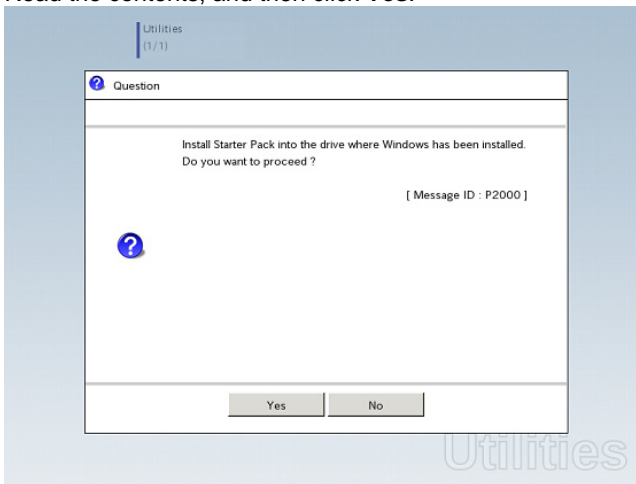 Read the contents, and then click Yes.
Utilities
(1/1)
Question
Install Starter Pack into the drive where Windows has been installed.
Do you want to proceed ?
[ Message ID : P2000 ]
Yes
No
Utilities